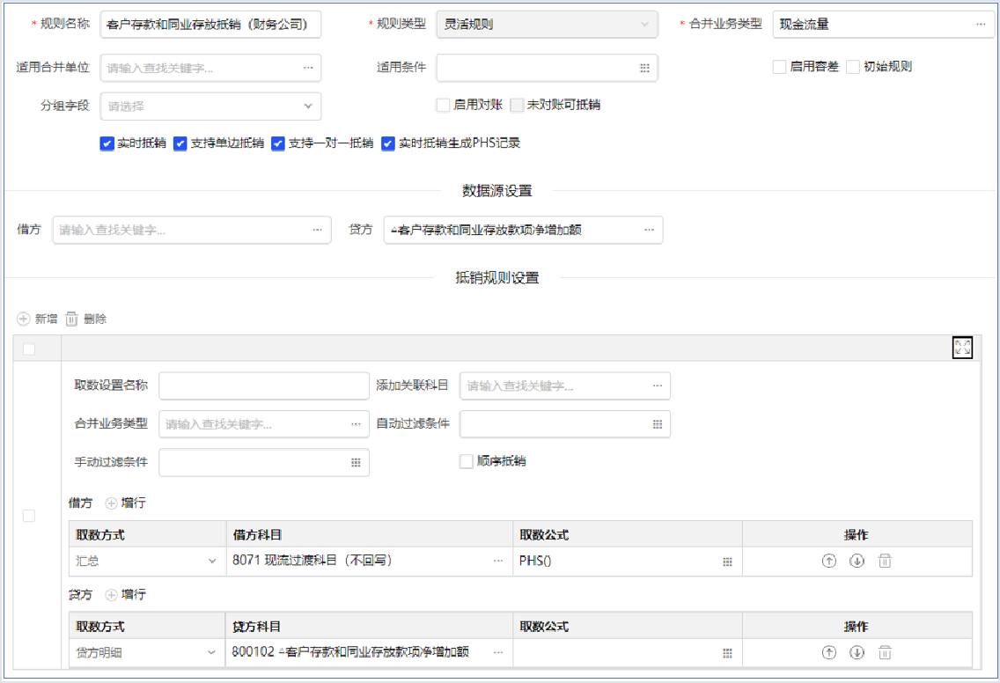 * 规则名称 客户存款和同业存放抵销（财务公司） * 规则类型 灵活规则 * 合并业务类型 现金流量 ...
适用合并单位 请输入查找关键字... ... 适用条件 启用容差 初始规则
分组字段 请选择 启用对账 未对账可抵销
实时抵销 支持单边抵销 支持一对一抵销 实时抵销生成PHS记录
数据源设置
借方 请输入查找关键字... ... 贷方 △客户存款和同业存放款项净增加额 ...
抵销规则设置
新增 删除
取数设置名称 添加关联科目 请输入查找关键字... ...
合并业务类型 请输入查找关键字... ... 自动过滤条件
手动过滤条件 顺序抵销
借方 增行
取数方式 借方科目 取数公式 操作
汇总 8071 现流过渡科目（不回写） ... PHS()
贷方 增行
取数方式 贷方科目 取数公式 操作
贷方明细 800102 △客户存款和同业存放款项净增加额 ...